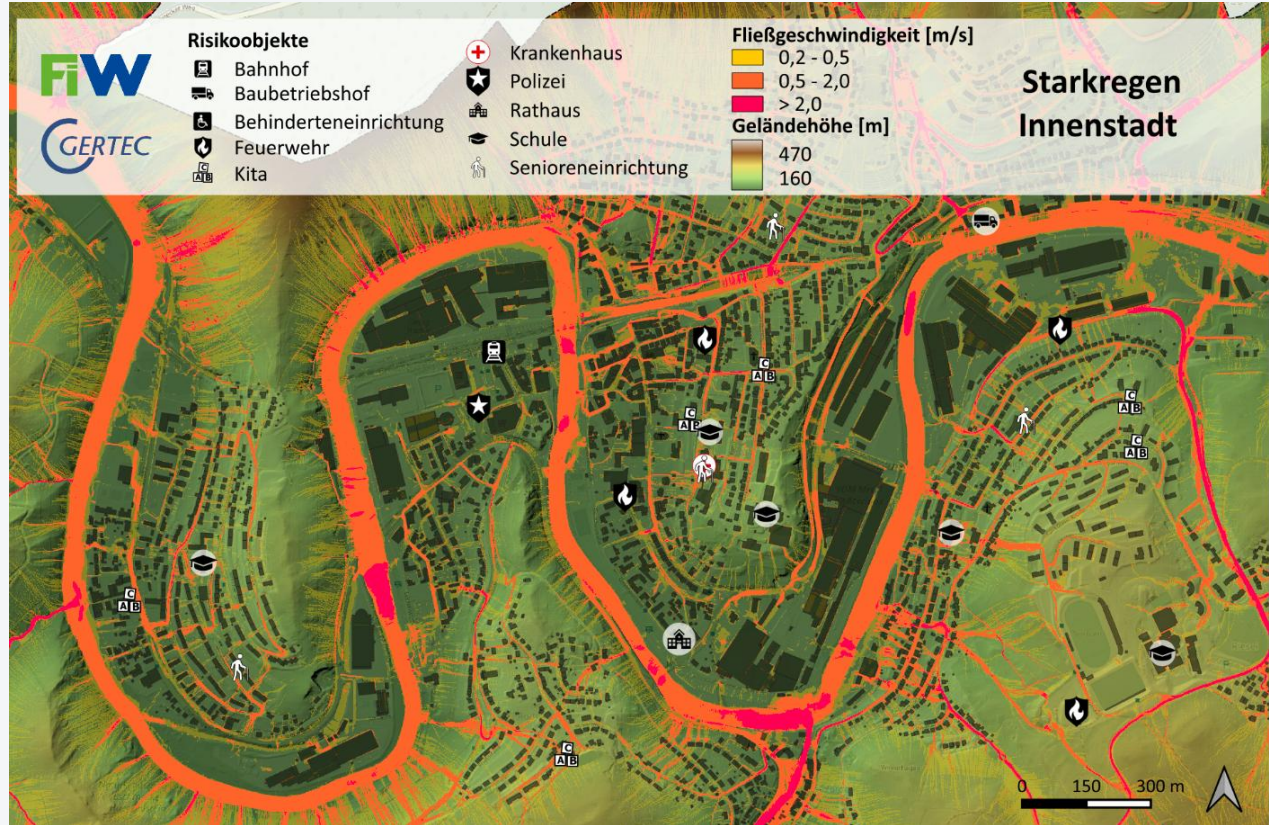 FiW
GERTEC
Risikoobjekte
Bahnhof
Baubetriebshof
Behinderteneinrichtung
Feuerwehr
Kita
Krankenhaus
Polizei
Rathaus
Schule
Senioreneinrichtung
Fließgeschwindigkeit [m/s]
0,2 - 0,5
0,5 - 2,0
> 2,0
Geländehöhe [m]
470
160
Starkregen
Innenstadt
0 150 300 m